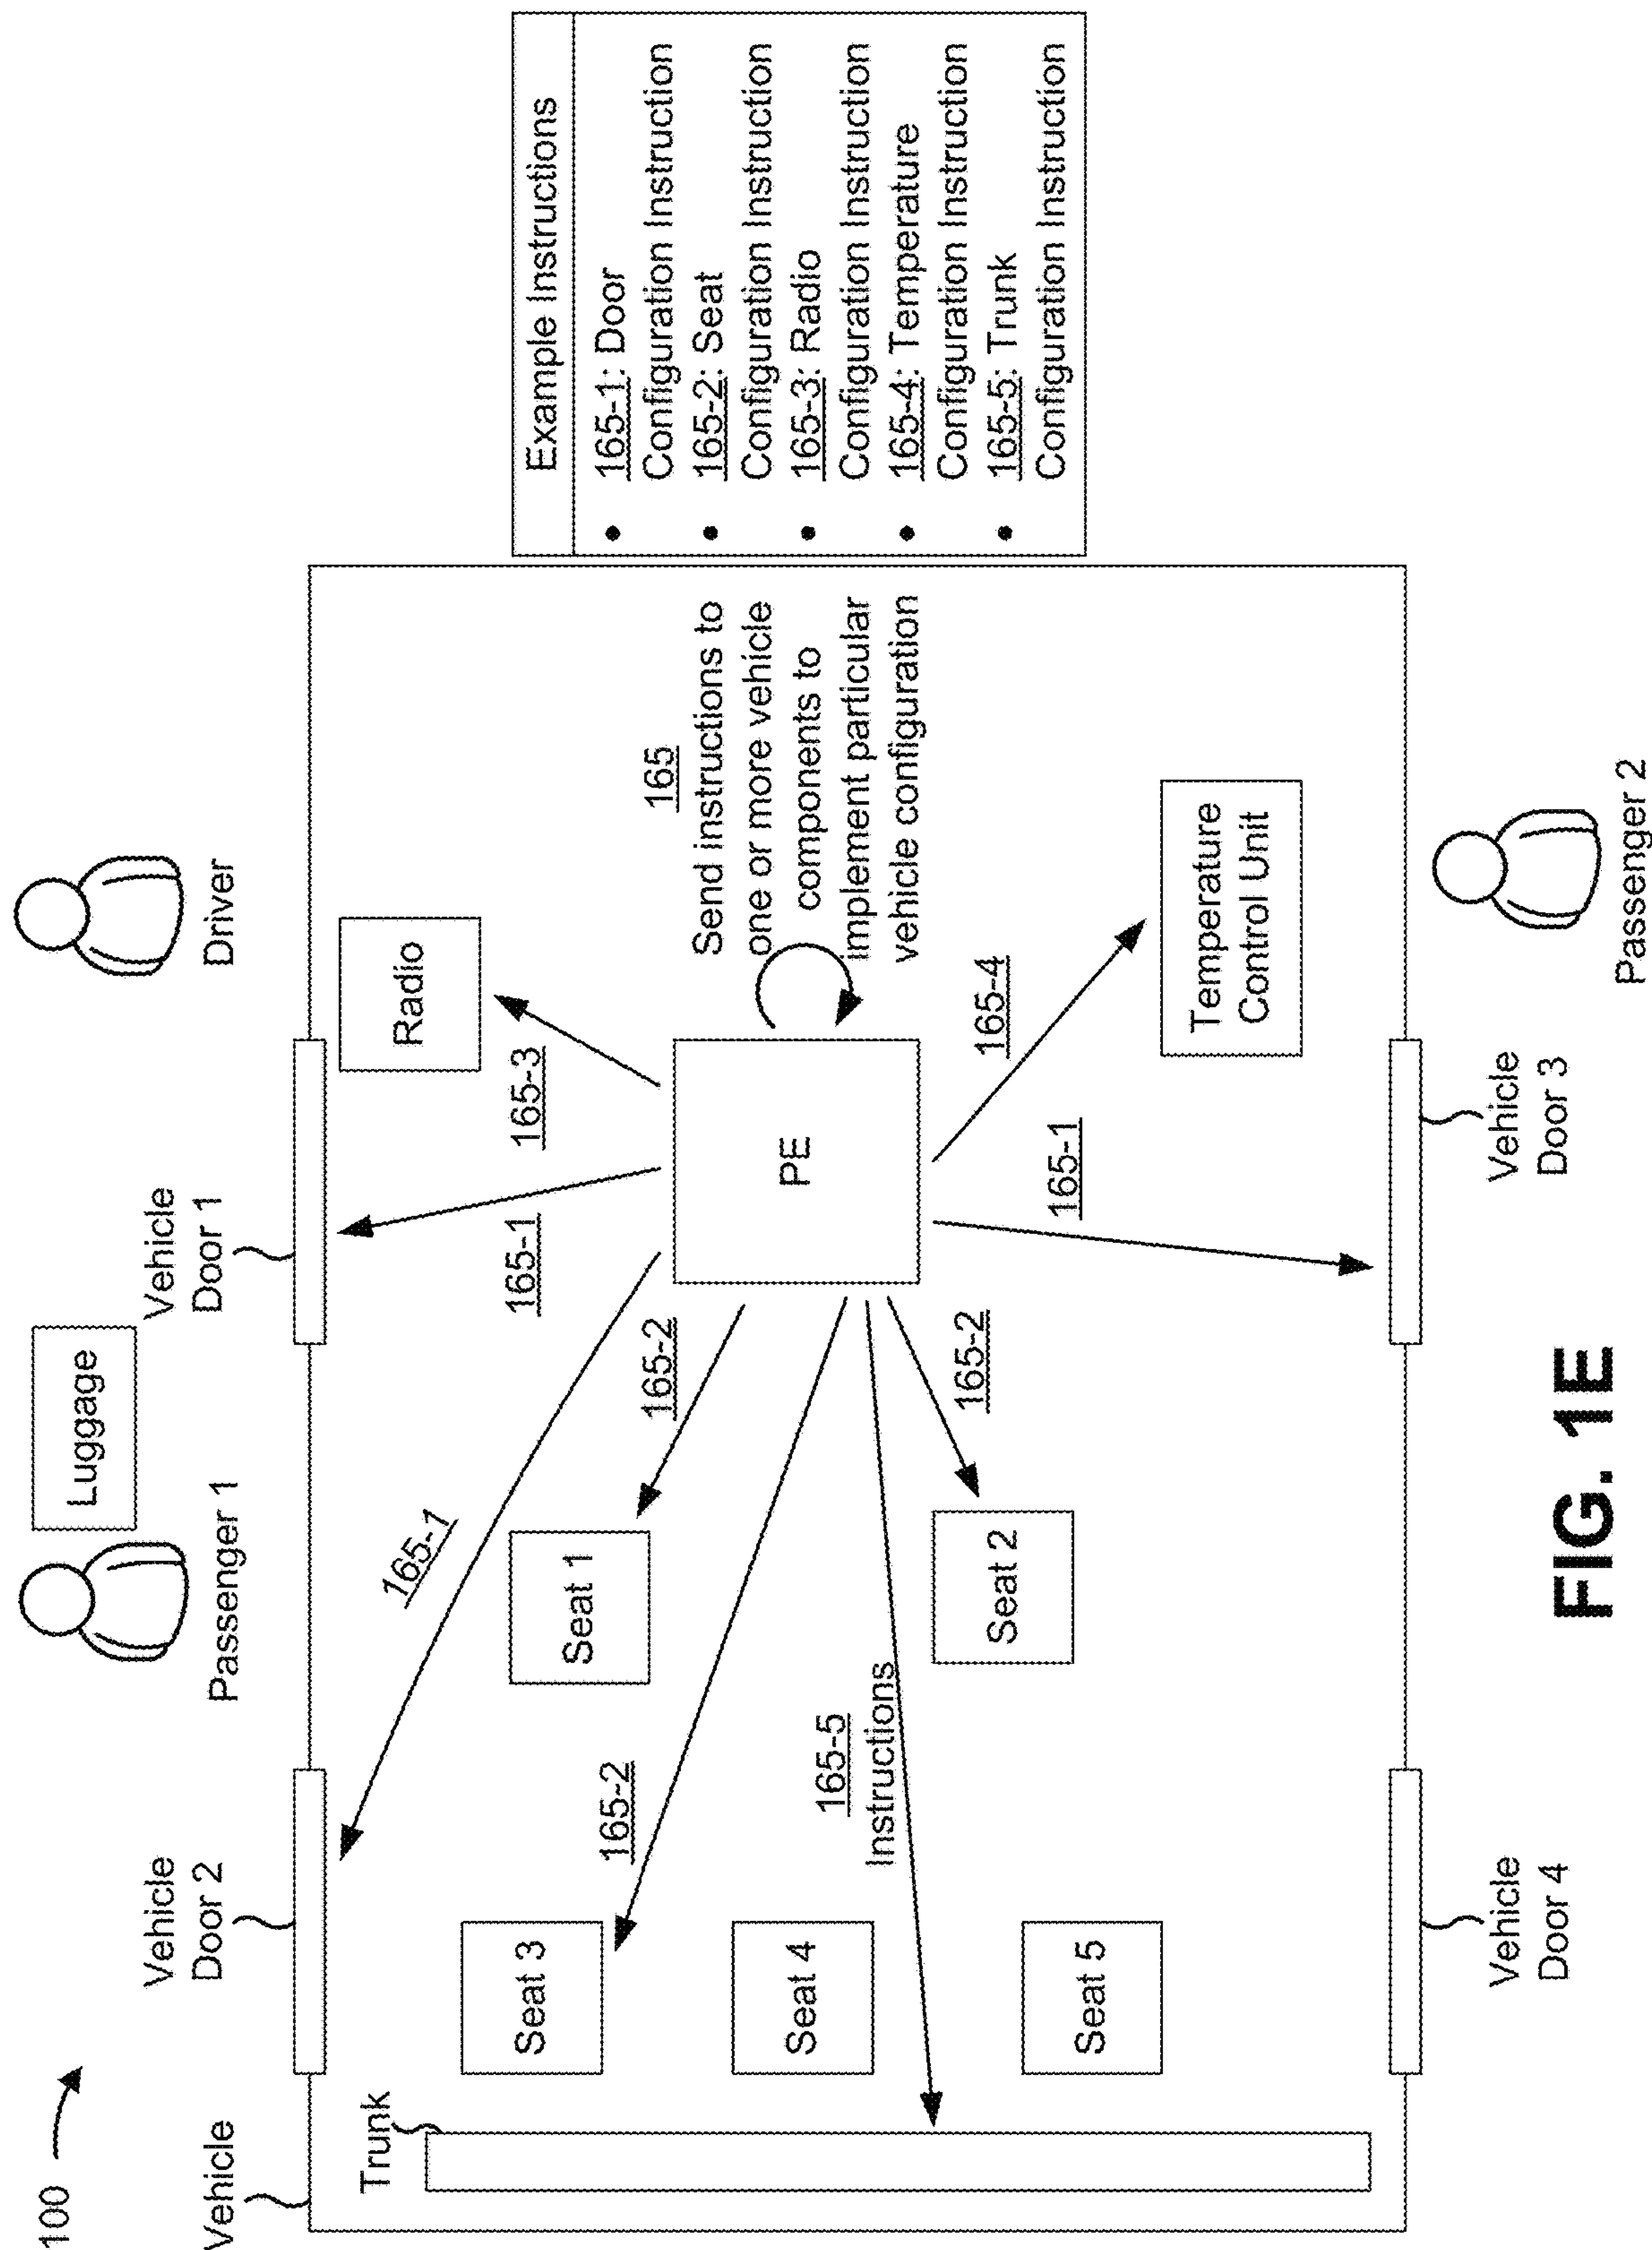 100
Vehicle
Trunk
Vehicle
Door 2
Passenger 1
Luggage
Vehicle
Door 1
Driver
Radio
165-3
165-1
165-1
165-2
165-2
165-5
Instructions
Seat 1
Seat 2
Seat 3
Seat 4
Seat 5
165-2
PE
165
Send instructions to
one or more vehicle
components to
implement particular
vehicle configuration
165-4
165-1
Temperature
Control Unit
Vehicle
Door 4
Vehicle
Door 3
Passenger 2
Example Instructions
• 165-1: Door
Configuration Instruction
• 165-2: Seat
Configuration Instruction
• 165-3: Radio
Configuration Instruction
• 165-4: Temperature
Configuration Instruction
• 165-5: Trunk
Configuration Instruction
FIG. 1E